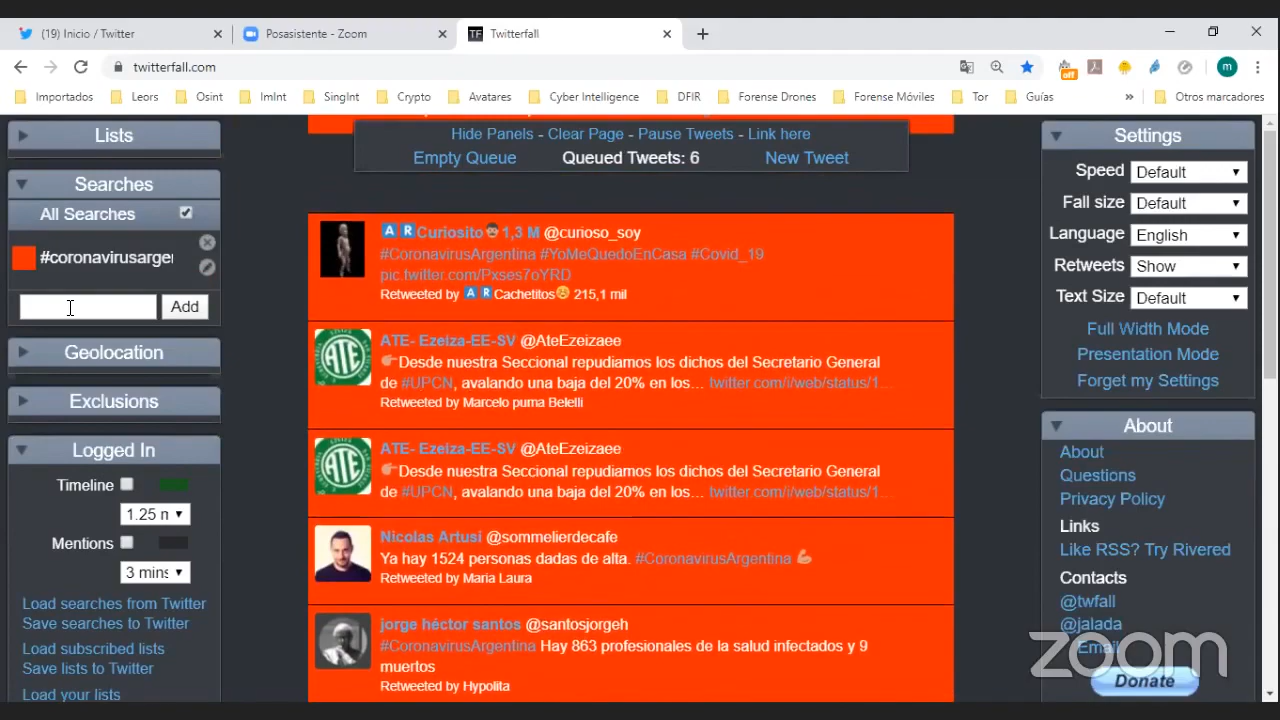 (19) Inicio / Twitter
Posasistente - Zoom
TF
Twitterfall
twitterfall.com
off
m
Importados
Leors
Osint
ImInt
SingInt
Crypto
Avatares
Cyber Intelligence
DFIR
Forense Drones
Forense Móviles
Tor
Guías
»
Otros marcadores
Lists
Searches
All Searches
#coronavirusarger
Add
Geolocation
Exclusions
Logged In
Timeline
1.25 n
Mentions
3 mins
Load searches from Twitter
Save searches to Twitter
Load subscribed lists
Save lists to Twitter
Load your lists
Hide Panels - Clear Page - Pause Tweets - Link here
Empty Queue Queued Tweets: 6 New Tweet
🇦🇷Curiosito 1,3 M @curioso_soy
#CoronavirusArgentina #YoMeQuedoEnCasa #Covid_19
pic.twitter.com/Pxses7oYRD
Retweeted by 🇦🇷Cachetitos☺️ 215,1 mil
ATE- Ezeiza-EE-SV @AteEzeizaee
👉Desde nuestra Seccional repudiamos los dichos del Secretario General
de #UPCN, avalando una baja del 20% en los... twitter.com/i/web/status/1...
Retweeted by Marcelo puma Belelli
ATE- Ezeiza-EE-SV @AteEzeizaee
👉Desde nuestra Seccional repudiamos los dichos del Secretario General
de #UPCN, avalando una baja del 20% en los... twitter.com/i/web/status/1...
Nicolas Artusi @sommelierdecafe
Ya hay 1524 personas dadas de alta. #CoronavirusArgentina 💪
Retweeted by Maria Laura
jorge héctor santos @santosjorgeh
#CoronavirusArgentina Hay 863 profesionales de la salud infectados y 9
muertos
Retweeted by Hypolita
Settings
Speed Default
Fall size Default
Language English
Retweets Show
Text Size Default
Full Width Mode
Presentation Mode
Forget my Settings
About
About
Questions
Privacy Policy
Links
Like RSS? Try Rivered
Contacts
@twfall
@jalada
Email
Donate
zoom